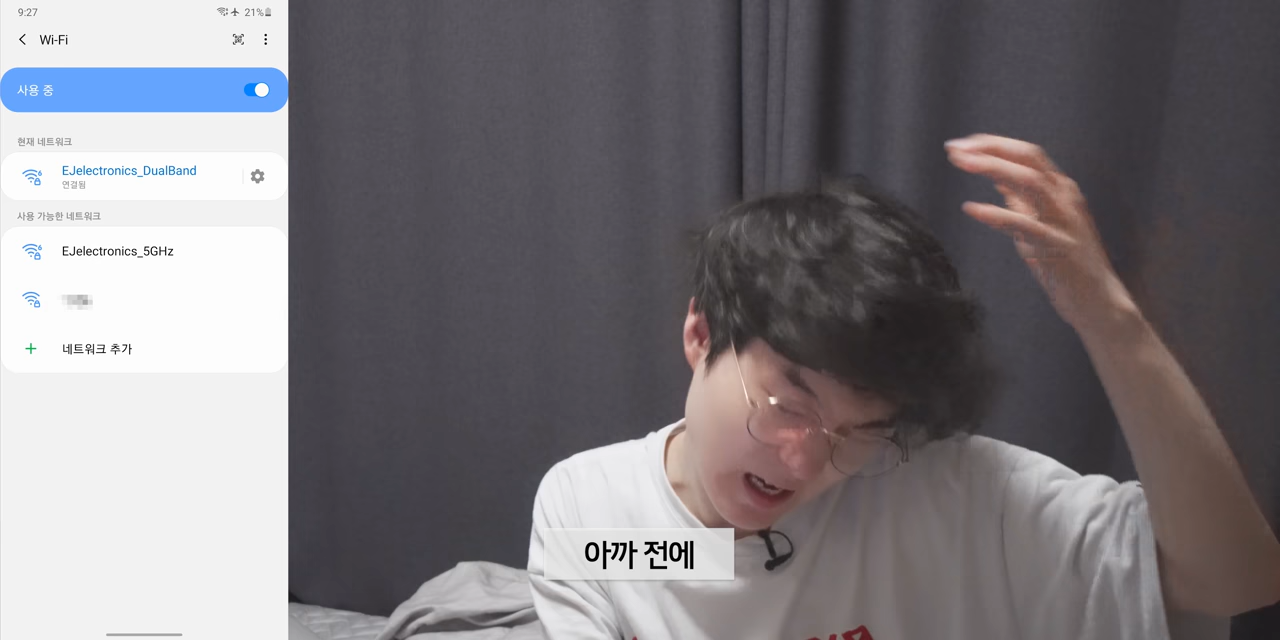 9:27
21%
Wi-Fi
사용 중
현재 네트워크
EJelectronics_DualBand
연결됨
사용 가능한 네트워크
EJelectronics_5GHz
네트워크 추가
아까 전에